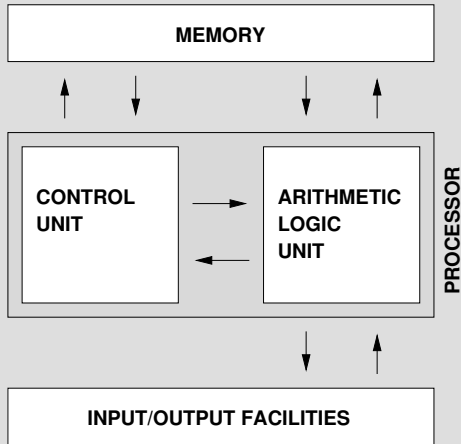 MEMORY
CONTROL
UNIT
ARITHMETIC
LOGIC
UNIT
PROCESSOR
INPUT/OUTPUT FACILITIES